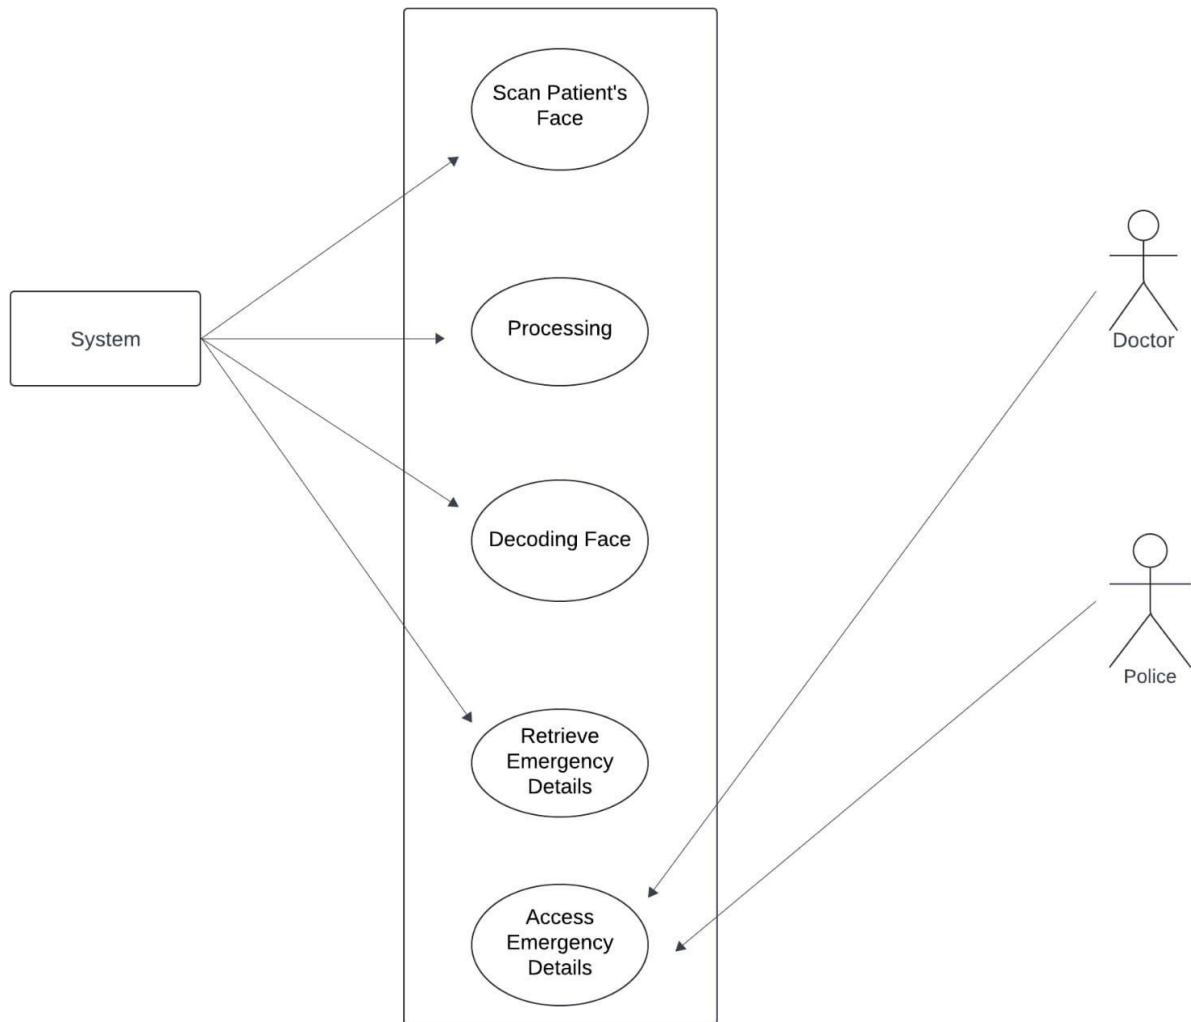 Scan Patient's
Face
System
Processing
Doctor
Decoding Face
Police
Retrieve
Emergency
Details
Access
Emergency
Details